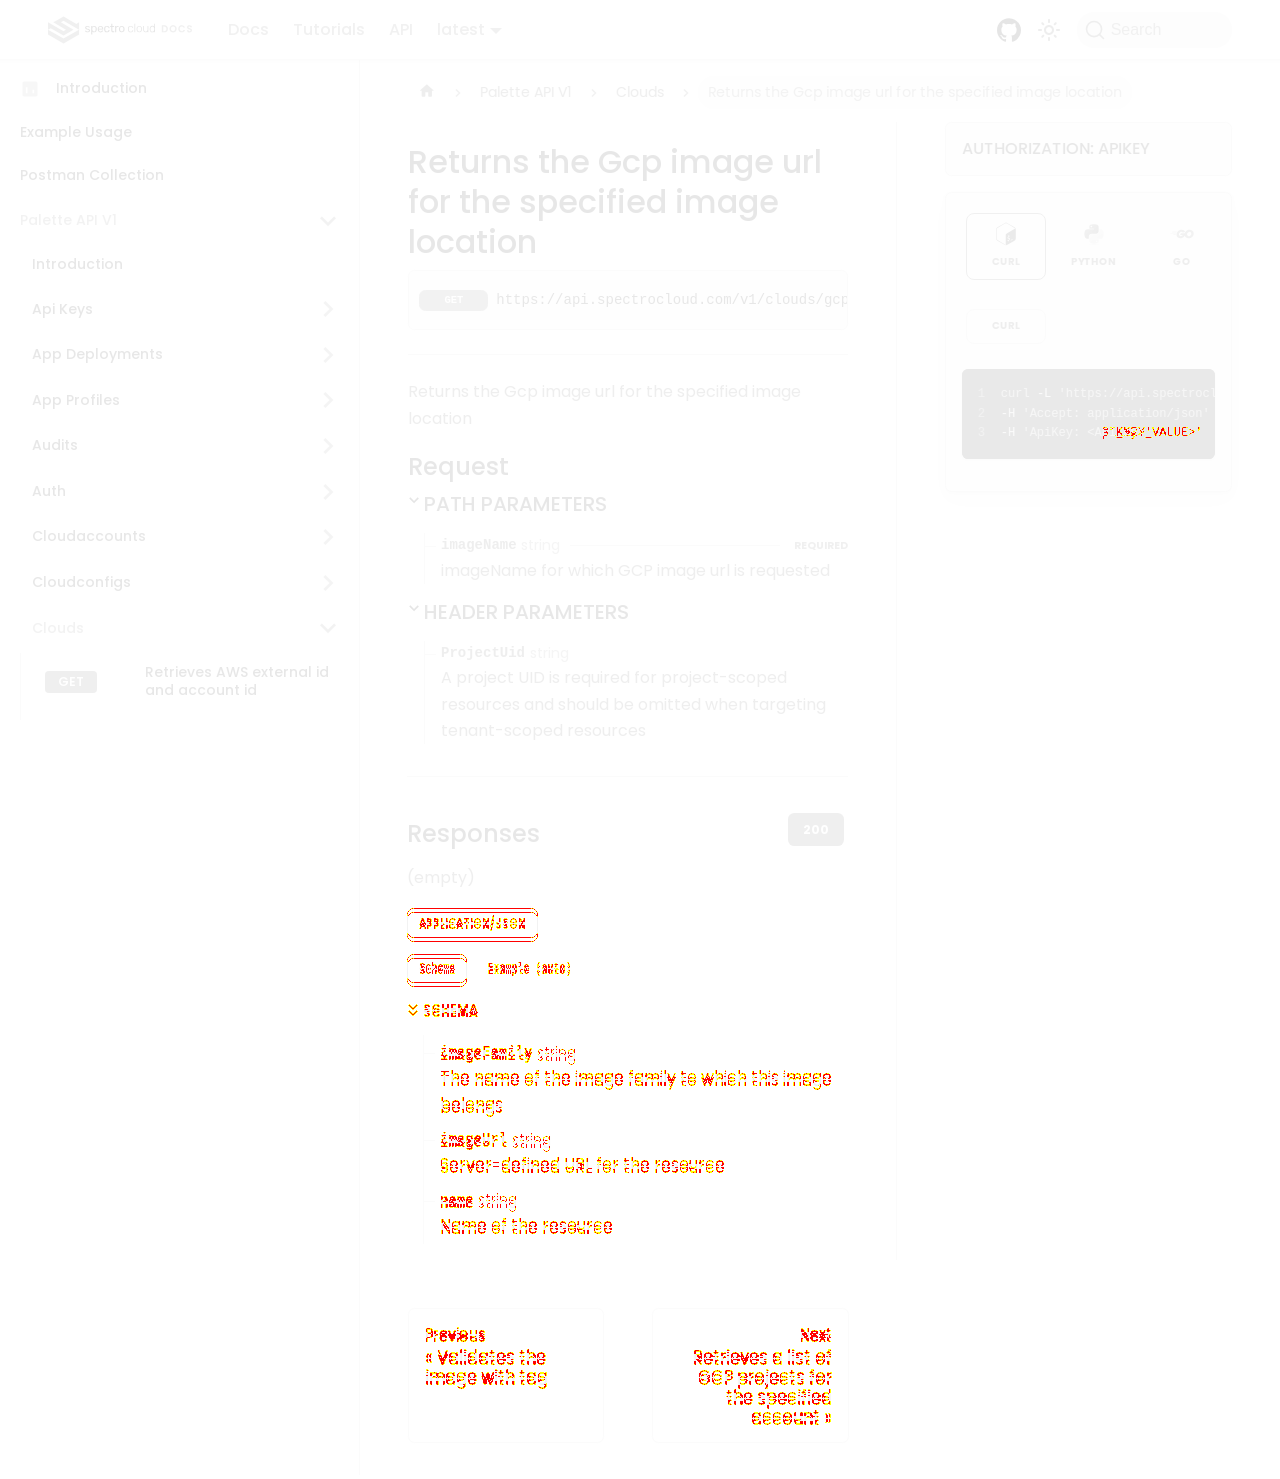 spectro cloud DOCS
Docs
Tutorials
API
latest
Search
Introduction
Example Usage
Postman Collection
Palette API V1
Introduction
Api Keys
App Deployments
App Profiles
Audits
Auth
Cloudaccounts
Cloudconfigs
Clouds
GET
Retrieves AWS external id
and account id
Palette API V1
Clouds
Returns the Gcp image url for the specified image location
Returns the Gcp image url
for the specified image
location
GET https://api.spectrocloud.com/v1/clouds/gcp
Returns the Gcp image url for the specified image
location
Request
PATH PARAMETERS
imageName string REQUIRED
imageName for which GCP image url is requested
HEADER PARAMETERS
ProjectUid string
A project UID is required for project-scoped
resources and should be omitted when targeting
tenant-scoped resources
Responses
200
(empty)
APPLICATION/JSON
Schema
Example (auto)
SCHEMA
imageFamily string
The name of the image family to which this image
belongs
imageUrl string
Server-defined URL for the resource
name string
Name of the resource
Previous
« Validates the
image with tag
Next
Retrieves a list of
GCP projects for
the specified
account »
AUTHORIZATION: APIKEY
CURL
PYTHON
GO
GO
CURL
1 curl -L 'https://api.spectrocl
2 -H 'Accept: application/json'
3 -H 'ApiKey: VALUE>'